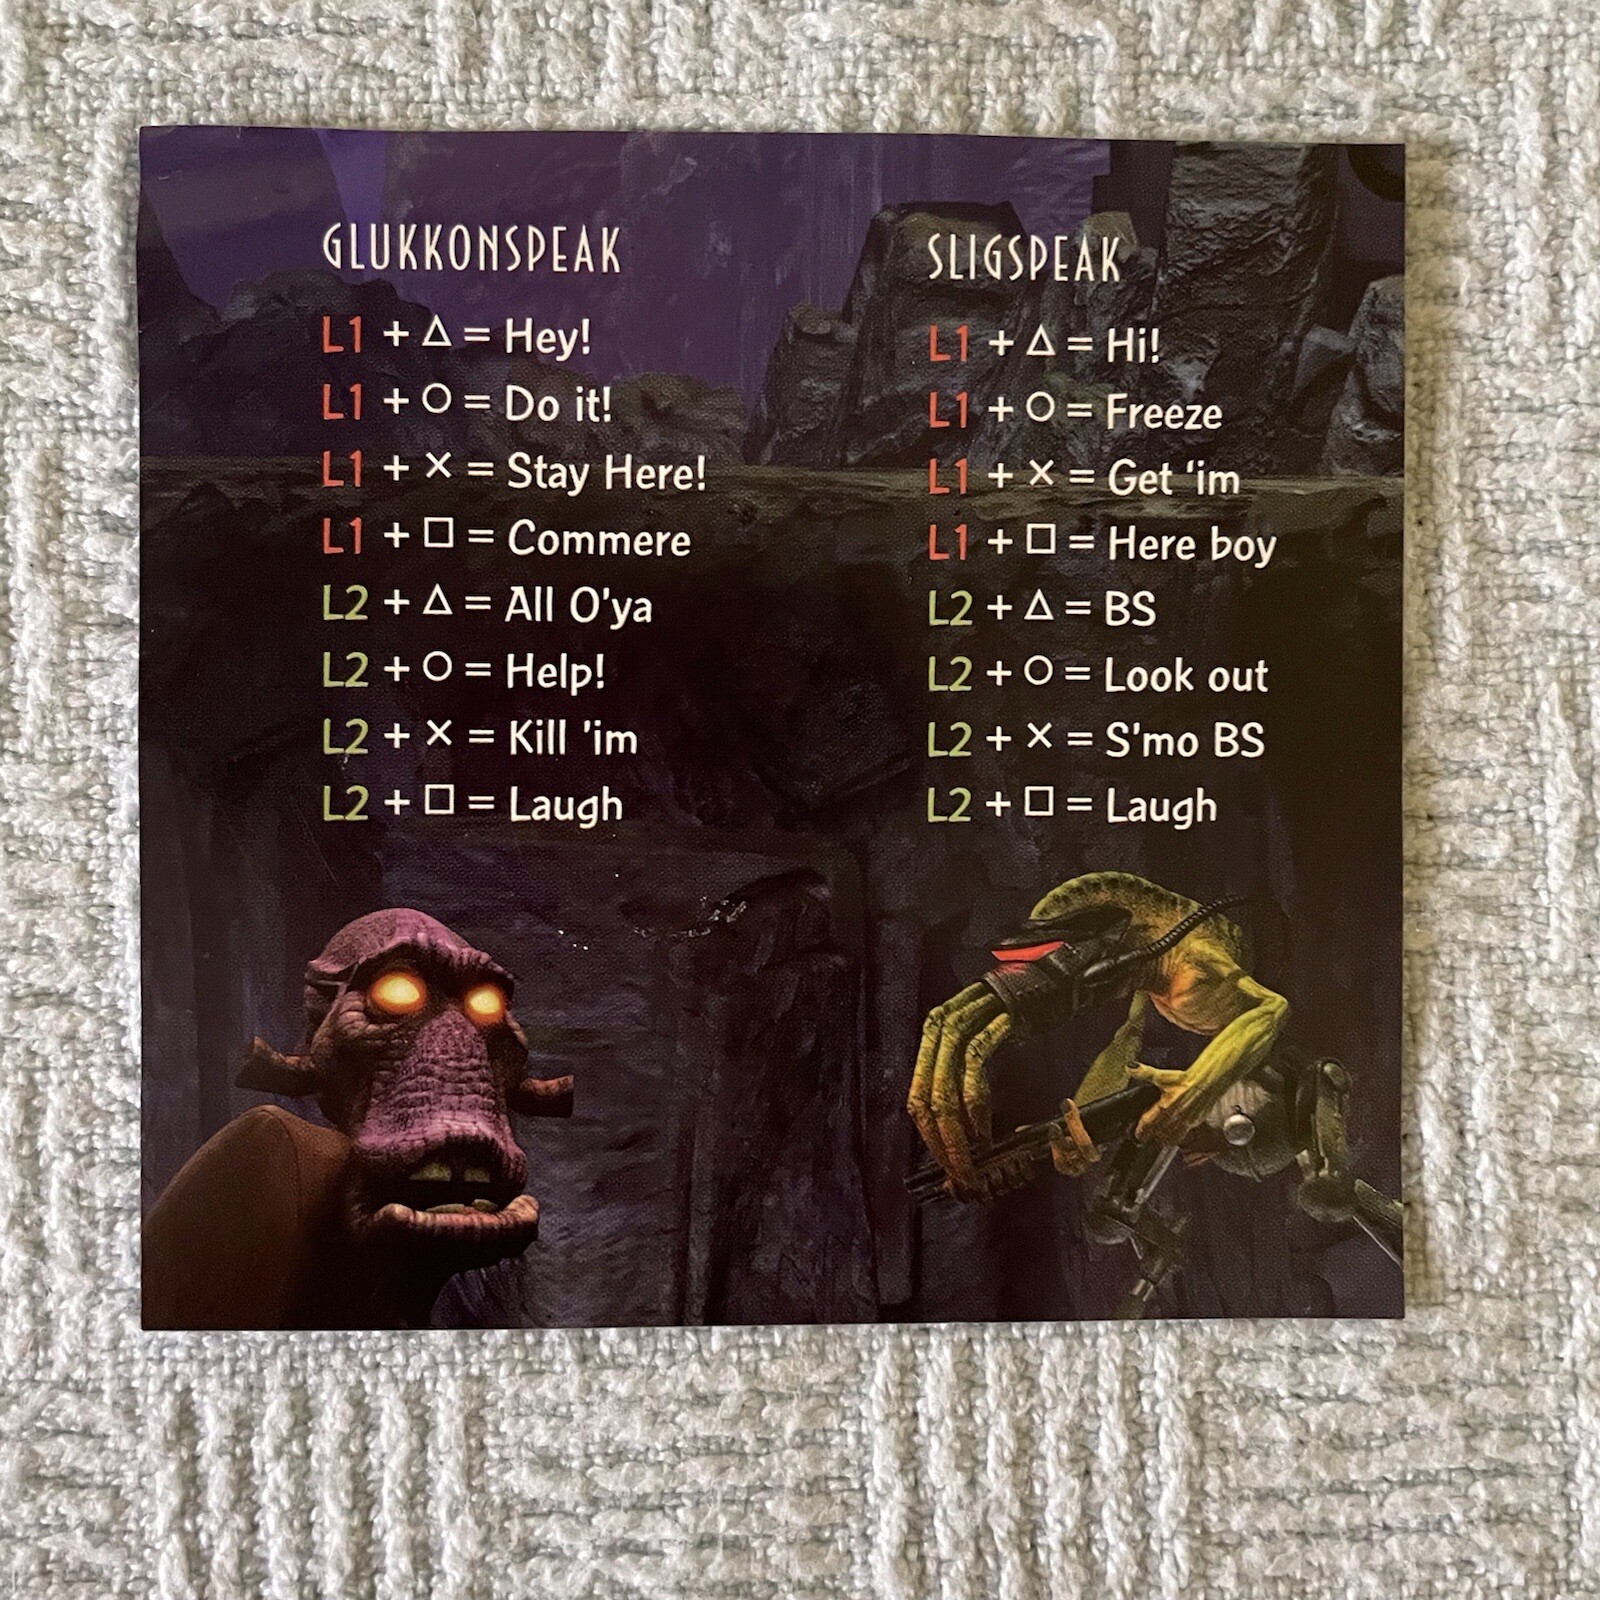 GLUKKONSPEAK
L1 + △ = Hey!
L1 + ○ = Do it!
L1 + × = Stay Here!
L1 + □ = Commere
L2 + △ = All O'ya
L2 + ○ = Help!
L2 + × = Kill 'im
L2 + □ = Laugh
SLIGSPEAK
L1 + △ = Hi!
L1 + ○ = Freeze
L1 + × = Get ‘im
L1 + □ = Here boy
L2 + △ = BS
L2 + ○ = Look out
L2 + × = S'mo BS
L2 + □ = Laugh